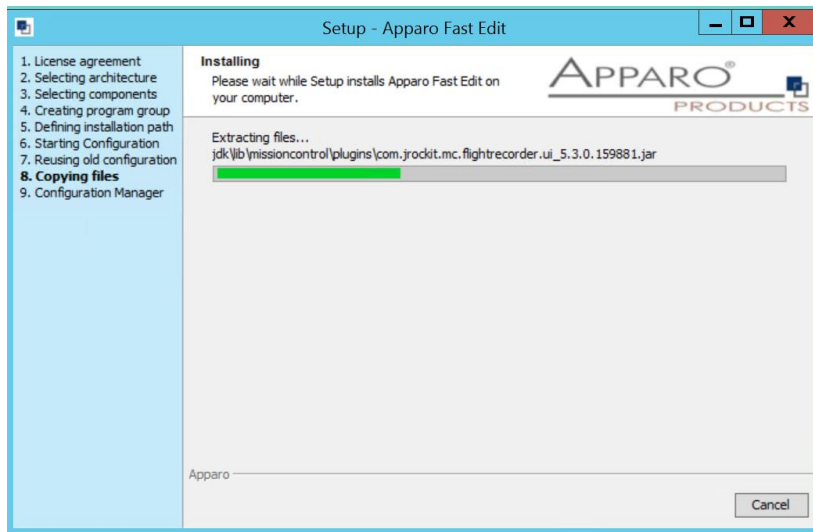 Setup - Apparo Fast Edit
1. License agreement
2. Selecting architecture
3. Selecting components
4. Creating program group
5. Defining installation path
6. Starting Configuration
7. Reusing old configuration
8. Copying files
9. Configuration Manager
Installing
Please wait while Setup installs Apparo Fast Edit on
your computer.
APPARO®
PRODUCTS
Extracting files...
jdk\lib\missioncontrol\plugins\com.jrockit.mc.flightrecorder.ui_5.3.0.159881.jar
Apparo
Cancel